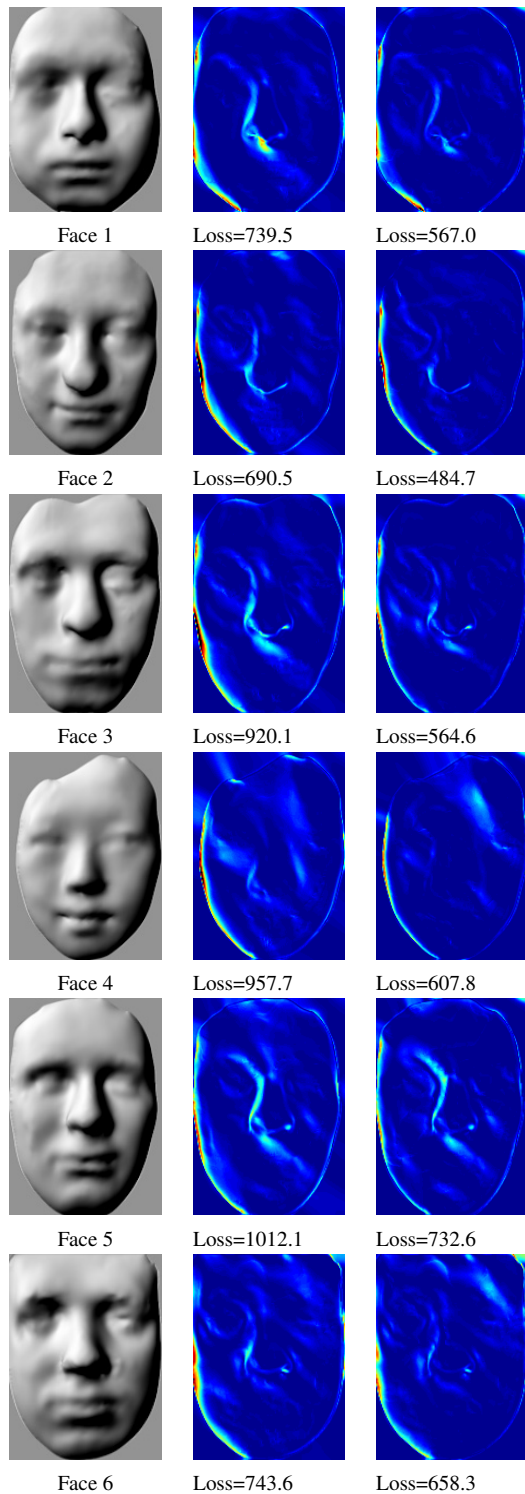 Face 1 Loss=739.5 Loss=567.0
Face 2 Loss=690.5 Loss=484.7
Face 3 Loss=920.1 Loss=564.6
Face 4 Loss=957.7 Loss=607.8
Face 5 Loss=1012.1 Loss=732.6
Face 6 Loss=743.6 Loss=658.3